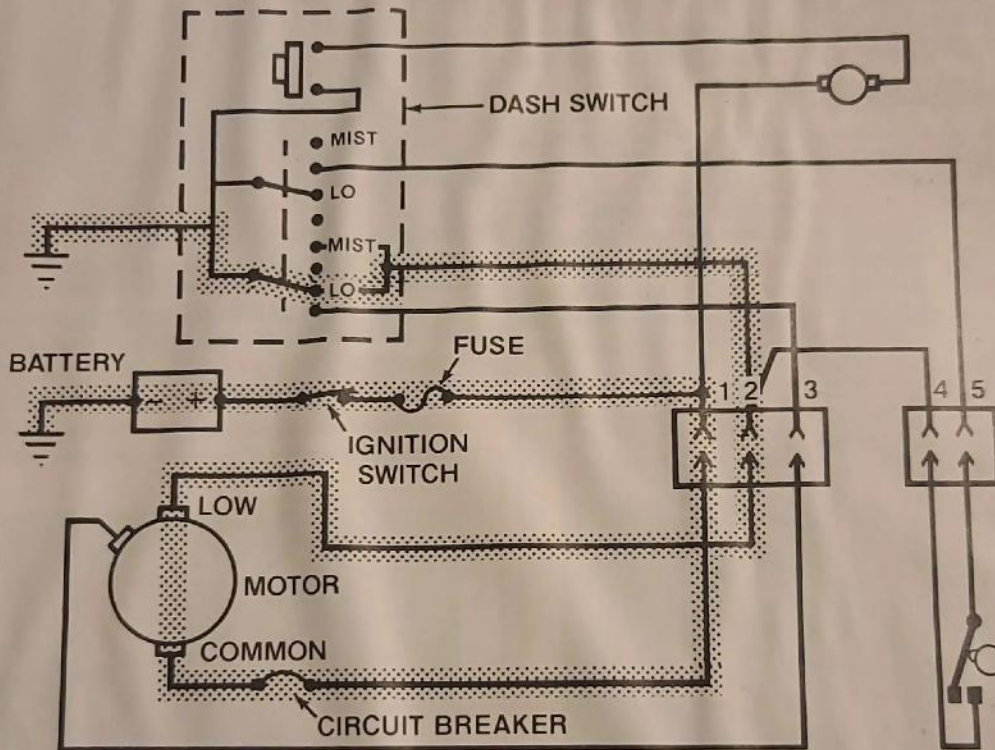 DASH SWITCH
MIST
LO
MIST
LO
FUSE
BATTERY
- +
1 2 3 4 5
IGNITION
SWITCH
LOW
MOTOR
COMMON
CIRCUIT BREAKER